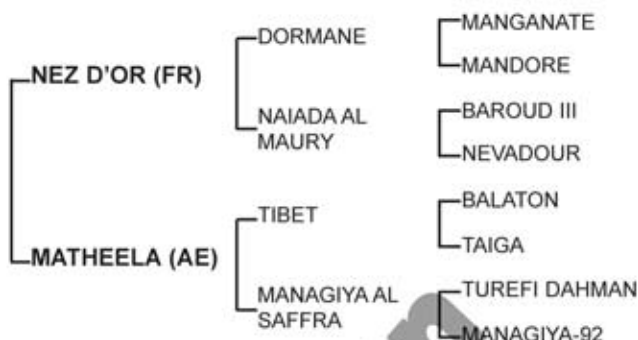 MANGANATE
DORMANE
MANDORE
NEZ D'OR (FR)
NAIADA AL
MAURY
BAROUD III
NEVADOUR
TIBET
BALATON
TAIGA
MATHEELA (AE)
MANAGIYA AL
SAFFRA
TUREFI DAHMAN
MANAGIYA-92